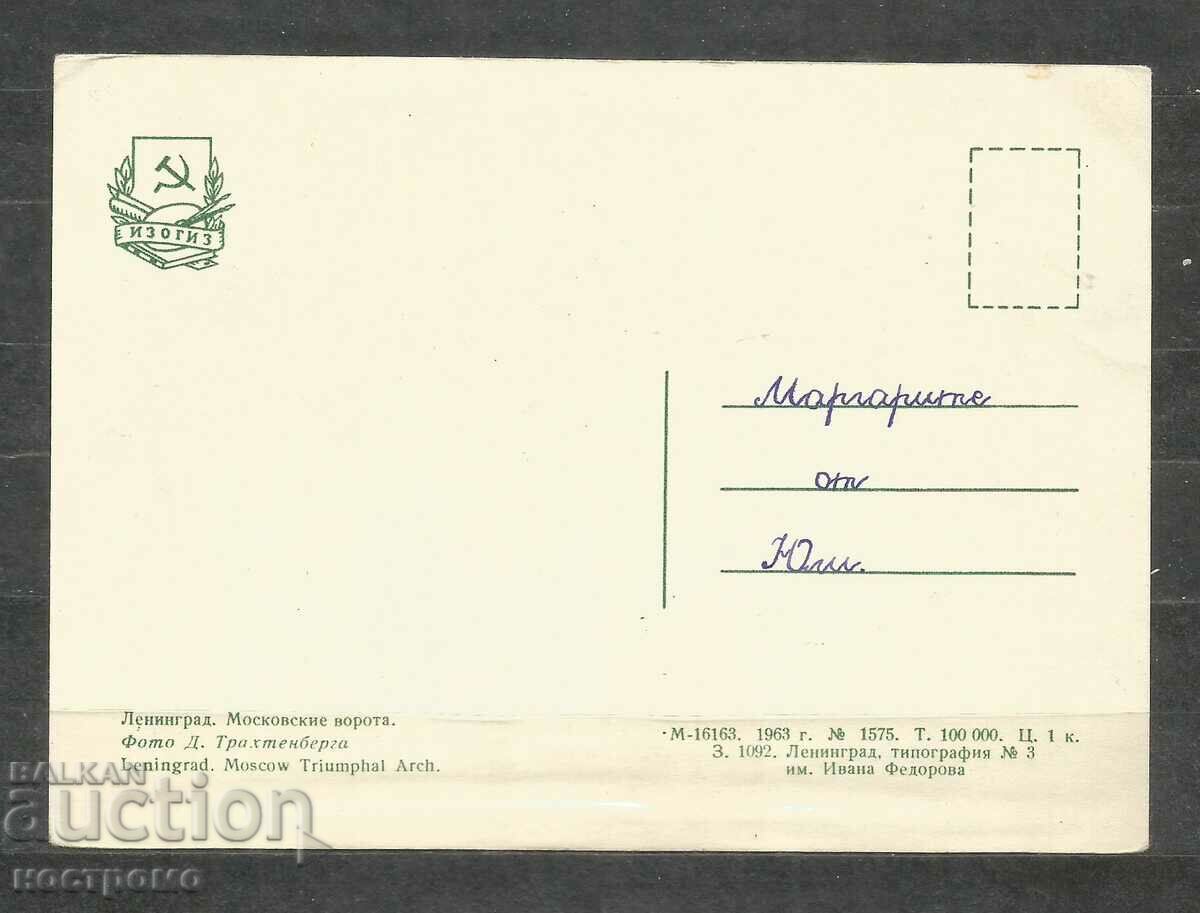 ИЗОГИЗ
Маргарите
от
Юли.
Ленинград. Московские ворота.
Фото Д. Трахтенберга
Leningrad. Moscow Triumphal Arch.
М-16163. 1963 г. № 1575. Т. 100 000. Ц. 1 к.
З. 1092. Ленинград, типография № 3
им. Ивана Федорова
BALKAN
auction
костромо